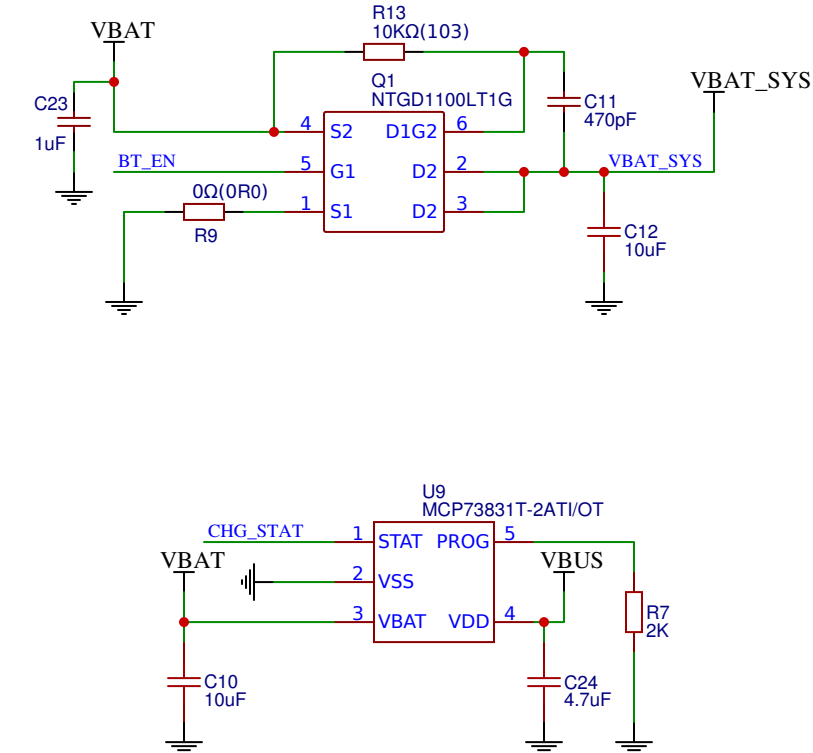 R13
10KΩ(103)
VBAT
Q1
NTGD1100LT1G
VBAT_SYS
C23
1uF
C11
470pF
4 S2 D1G2 6
BT_EN
5 G1 D2 2
VBAT_SYS
0Ω(0R0)
1 S1 D2 3
R9
C12
10uF
U9
MCP73831T-2ATI/OT
CHG_STAT
1 STAT PROG 5
VBAT
VBUS
2 VSS
3 VBAT VDD 4
R7
2K
C10
10uF
C24
4.7uF